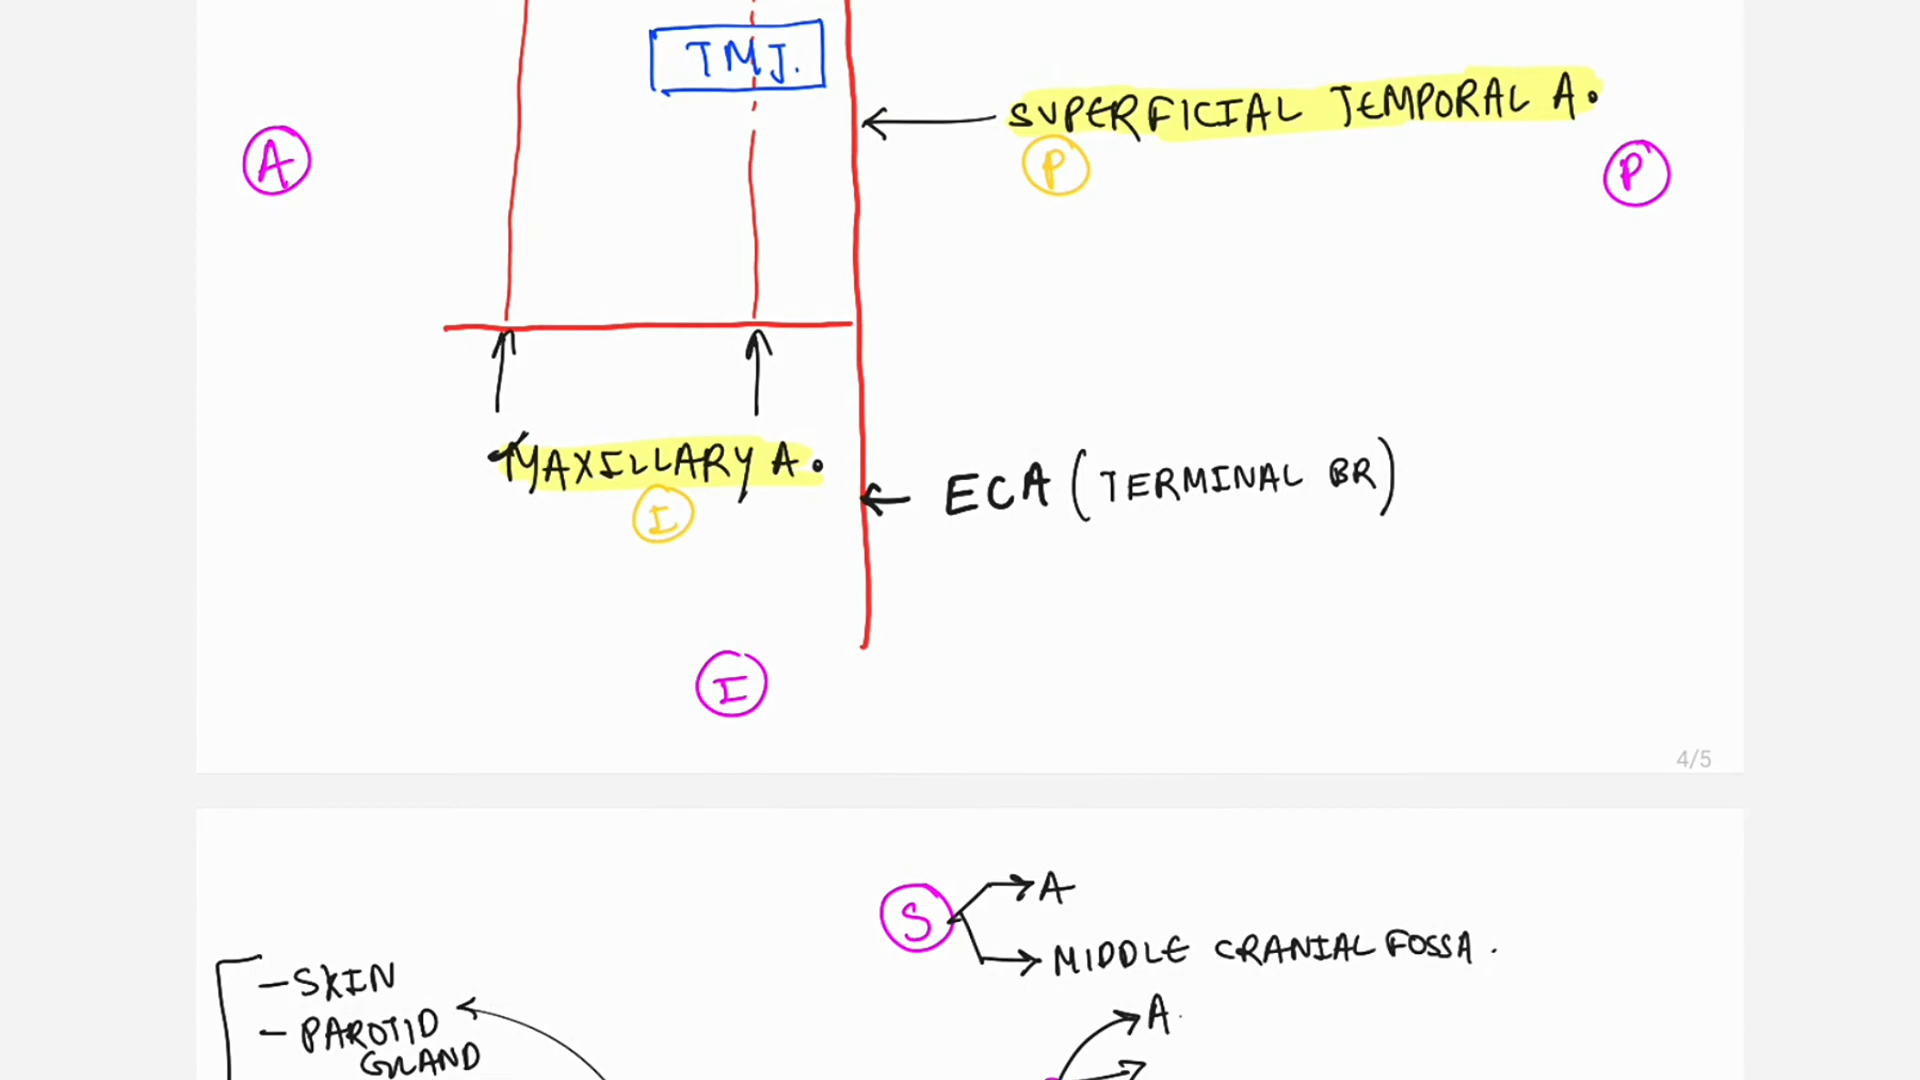 TMJ.
SUPERFICIAL TEMPORAL A.
A
P
P
MAXILLARY A.
I
ECA (TERMINAL BR)
I
4/5
S
A
MIDDLE CRANIAL FOSSA.
- SKIN
A
- PAROTID
GLAND